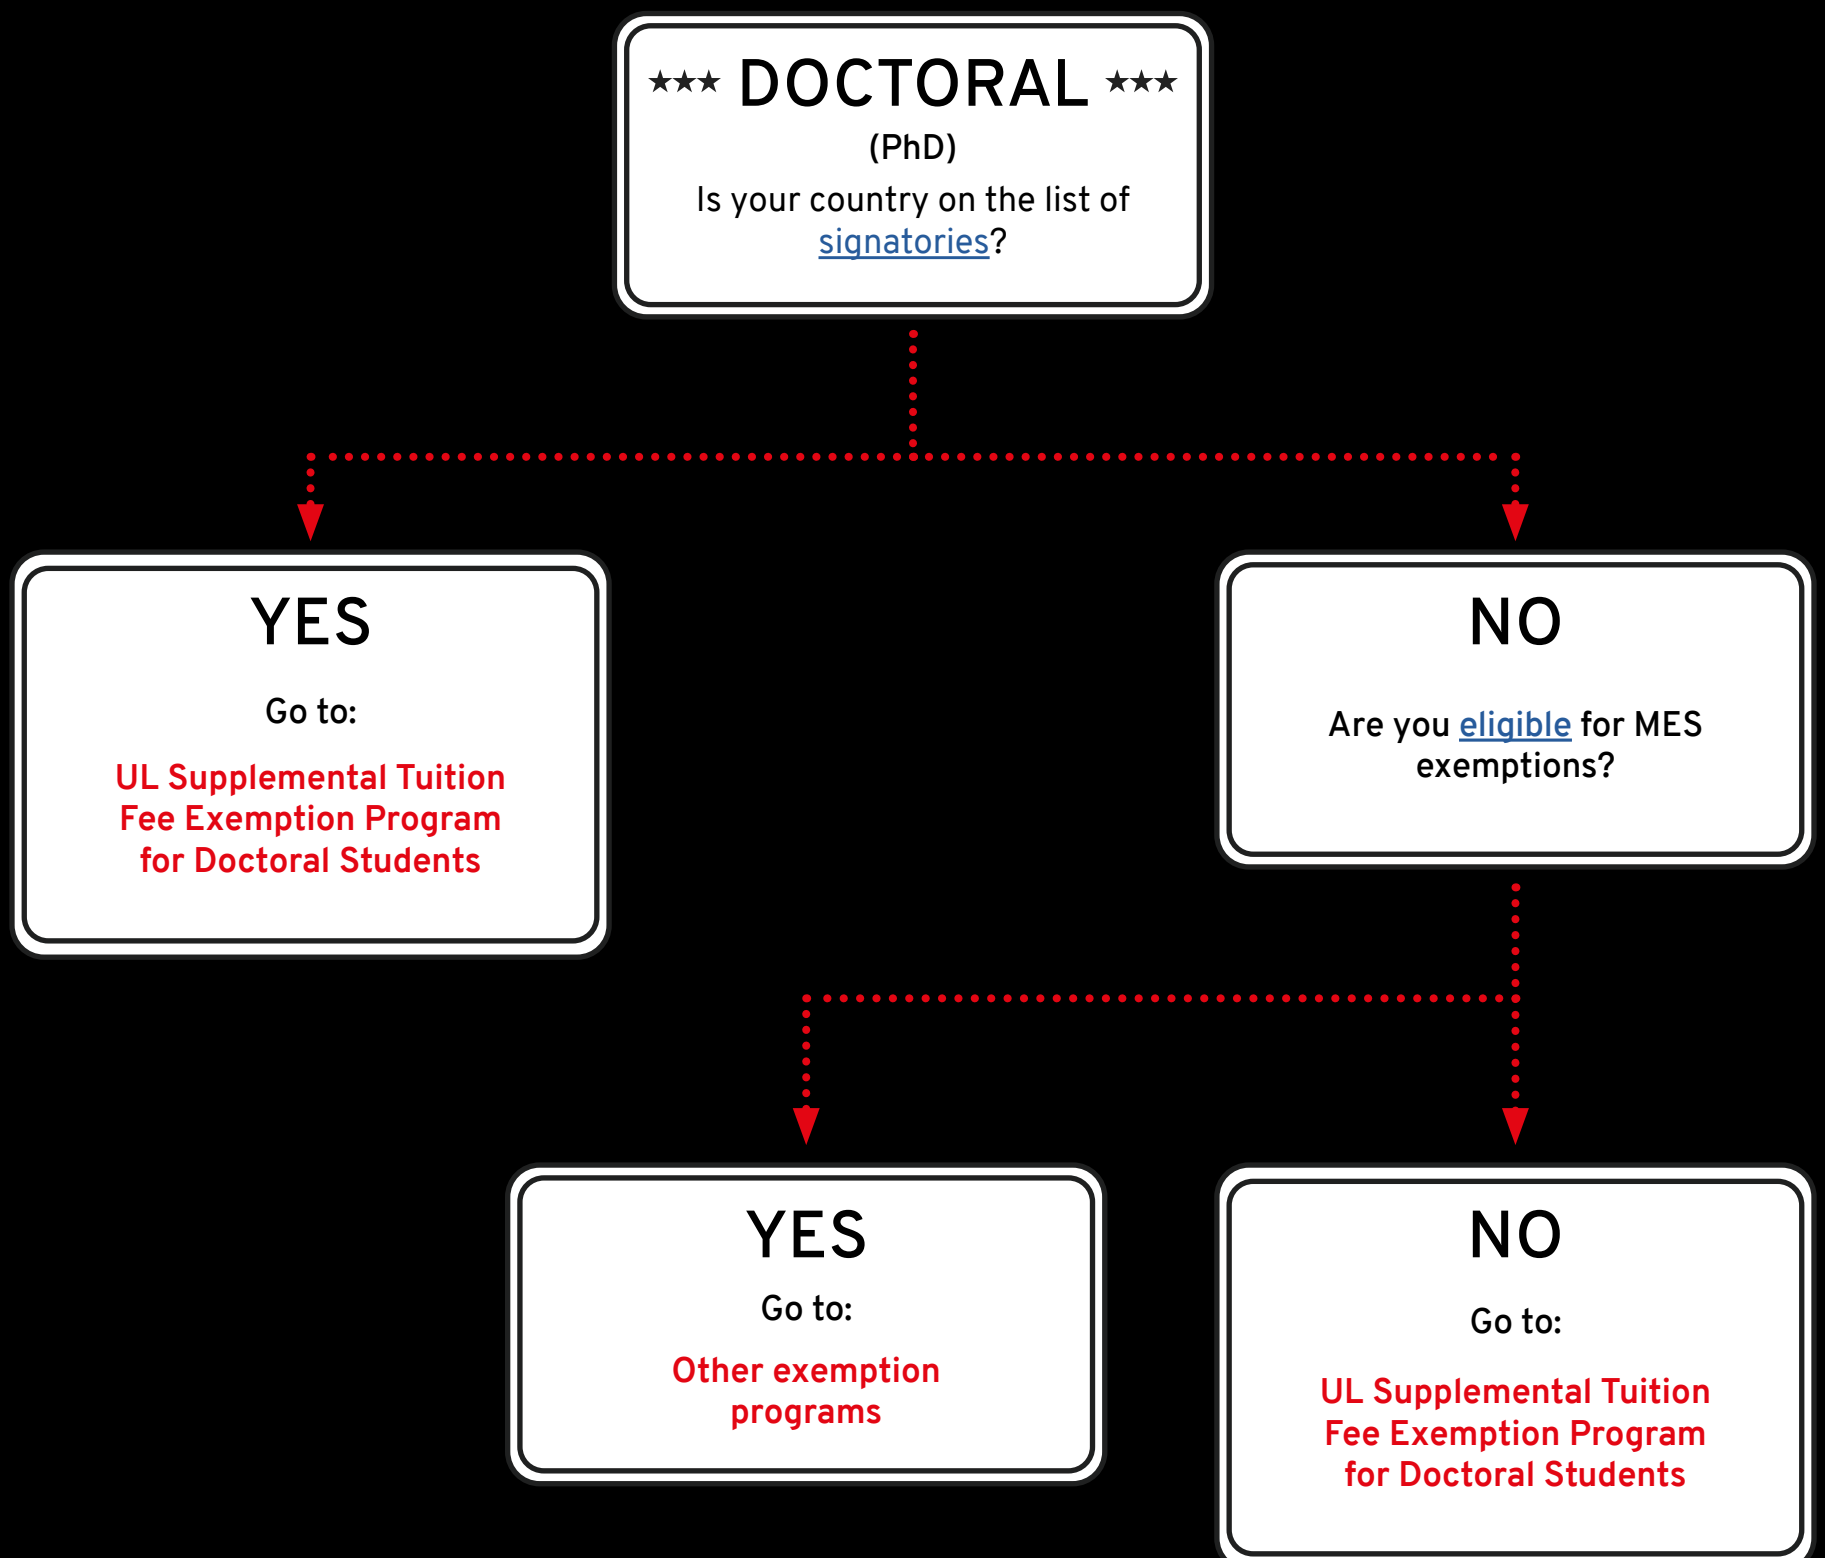 ★★★ DOCTORAL ★★★
(PhD)
Is your country on the list of
signatories?
YES
Go to:
UL Supplemental Tuition
Fee Exemption Program
for Doctoral Students
NO
Are you eligible for MES
exemptions?
YES
Go to:
Other exemption
programs
NO
Go to:
UL Supplemental Tuition
Fee Exemption Program
for Doctoral Students